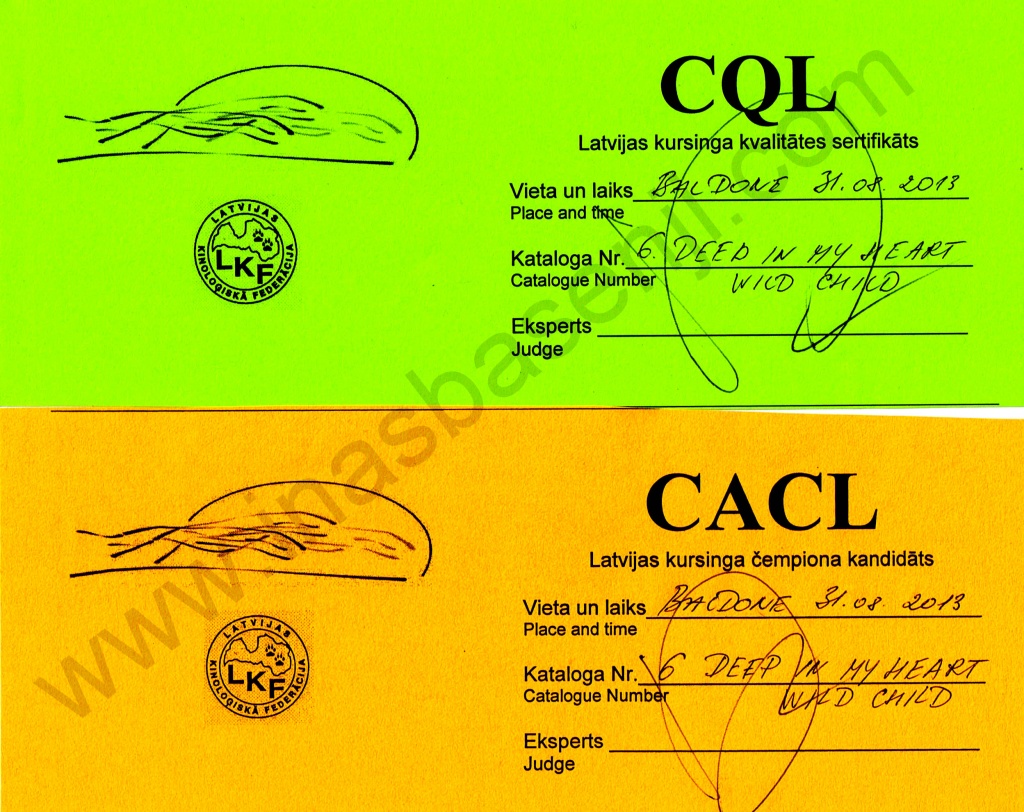 CQL
Latvijas kursinga kvalitātes sertifikāts
Vieta un laiks BALDONE 31.08.2013
Place and time
Kataloga Nr. 6. DEEP IN MY HEART
Catalogue Number WILD CHILD
Eksperts
Judge
LATVIJAS
LKF
KINOLOĢISKĀ FEDERĀCIJA
CACL
Latvijas kursinga čempiona kandidāts
Vieta un laiks BALDONE 31.08.2013
Place and time
Kataloga Nr. 6 DEEP IN MY HEART
Catalogue Number WILD CHILD
Eksperts
Judge
LATVIJAS
LKF
KINOLOĢISKĀ FEDERĀCIJA
www.inasbasenji.com